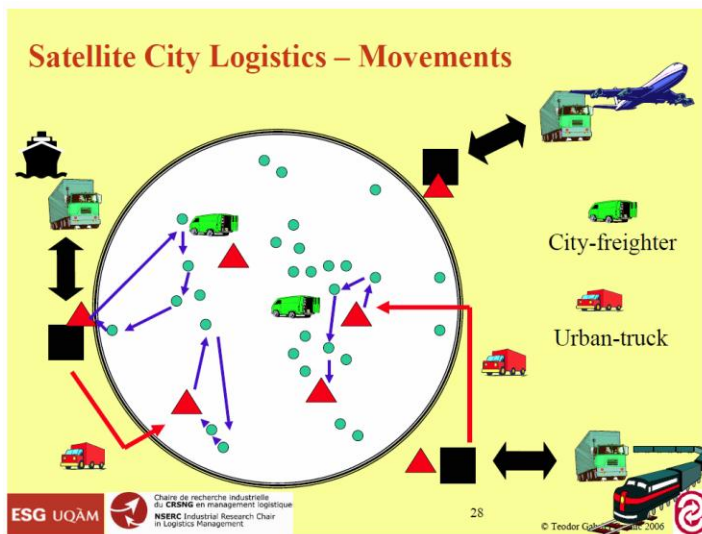 Satellite City Logistics – Movements
City-freighter
Urban-truck
ESG UQÀM
Chaire de recherche industrielle
du CRSNG en management logistique
NSERC Industrial Research Chair
in Logistics Management
28
© Teodor Gabriel 2006